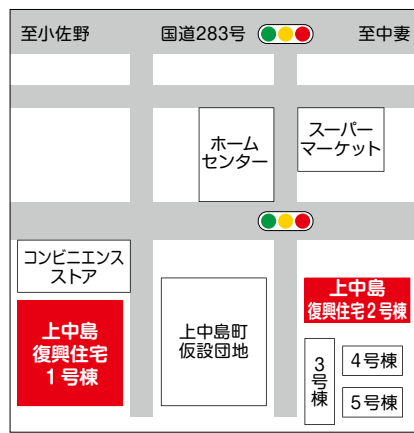 至小佐野
国道283号
至中妻
ホーム
センター
スーパー
マーケット
コンビニエンス
ストア
上中島
復興住宅
1号棟
上中島町
仮設団地
上中島
復興住宅2号棟
3号棟
4号棟
5号棟